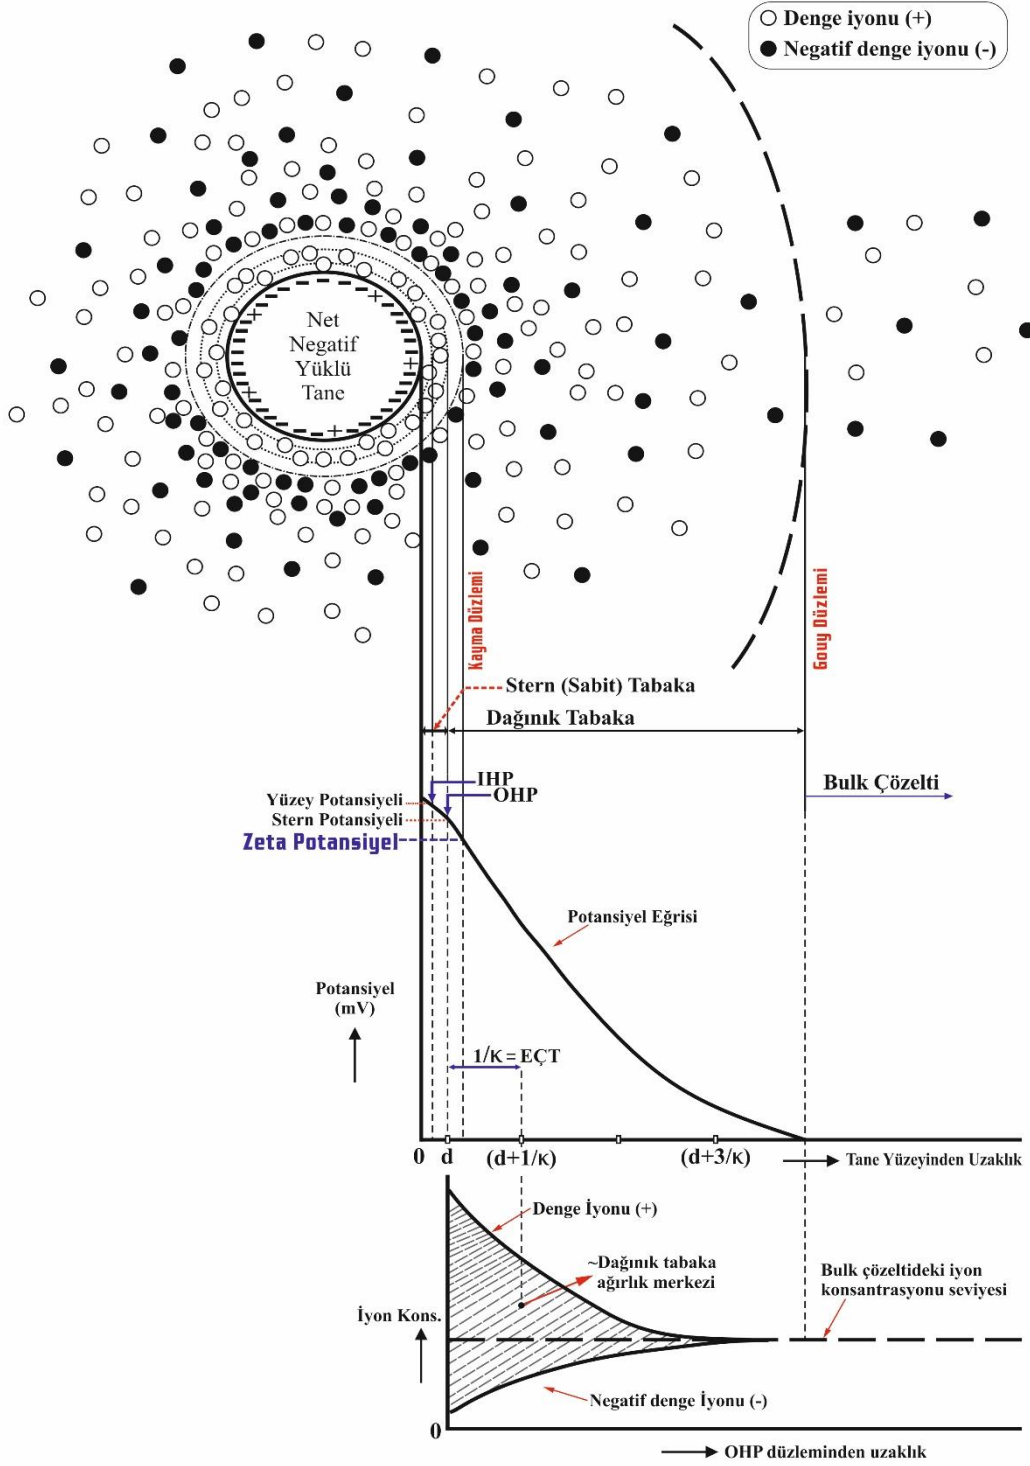 Denge iyonu (+)
Negatif denge iyonu (-)
Net
Negatif
Yüklü
Tane
Kayma Düzlemi
Gouy Düzlemi
Stern (Sabit) Tabaka
Dağınık Tabaka
IHP
OHP
Bulk Çözelti
Yüzey Potansiyeli
Stern Potansiyeli
Zeta Potansiyel
Potansiyel Eğrisi
Potansiyel
(mV)
1/κ = EÇT
0 d (d+1/κ) (d+3/κ) Tane Yüzeyinden Uzaklık
Denge İyonu (+)
~Dağınık tabaka
ağırlık merkezi
Bulk çözeltideki iyon
konsantrasyonu seviyesi
İyon Kons.
Negatif denge İyonu (-)
0
OHP düzleminden uzaklık